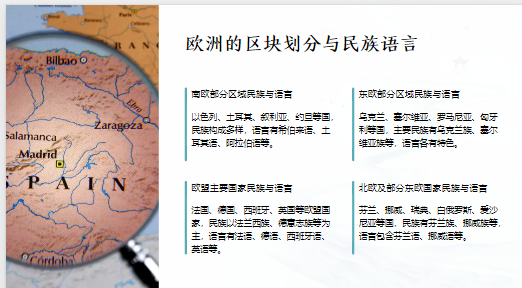 欧洲的区块划分与民族语言
南欧部分区域民族与语言
以色列、土耳其、叙利亚、约旦等国，
民族构成多样，语言有希伯来语、土
耳其语、阿拉伯语等。
东欧部分区域民族与语言
乌克兰、塞尔维亚、罗马尼亚、匈牙
利等国，主要民族有乌克兰族、塞尔
维亚族等，语言各有特色。
欧盟主要国家民族与语言
法国、德国、西班牙、英国等欧盟国
家，民族以法兰西族、德意志族等为
主，语言有法语、德语、西班牙语、
英语等。
北欧及部分东欧国家民族与语言
芬兰、挪威、瑞典、白俄罗斯、爱沙
尼亚等国，民族有芬兰族、挪威族等，
语言包含芬兰语、挪威语等。
Paris
FRANC
Bilbao
Ebro
Zaragoza
Salamanca
Madrid
SPAIN
Córdoba